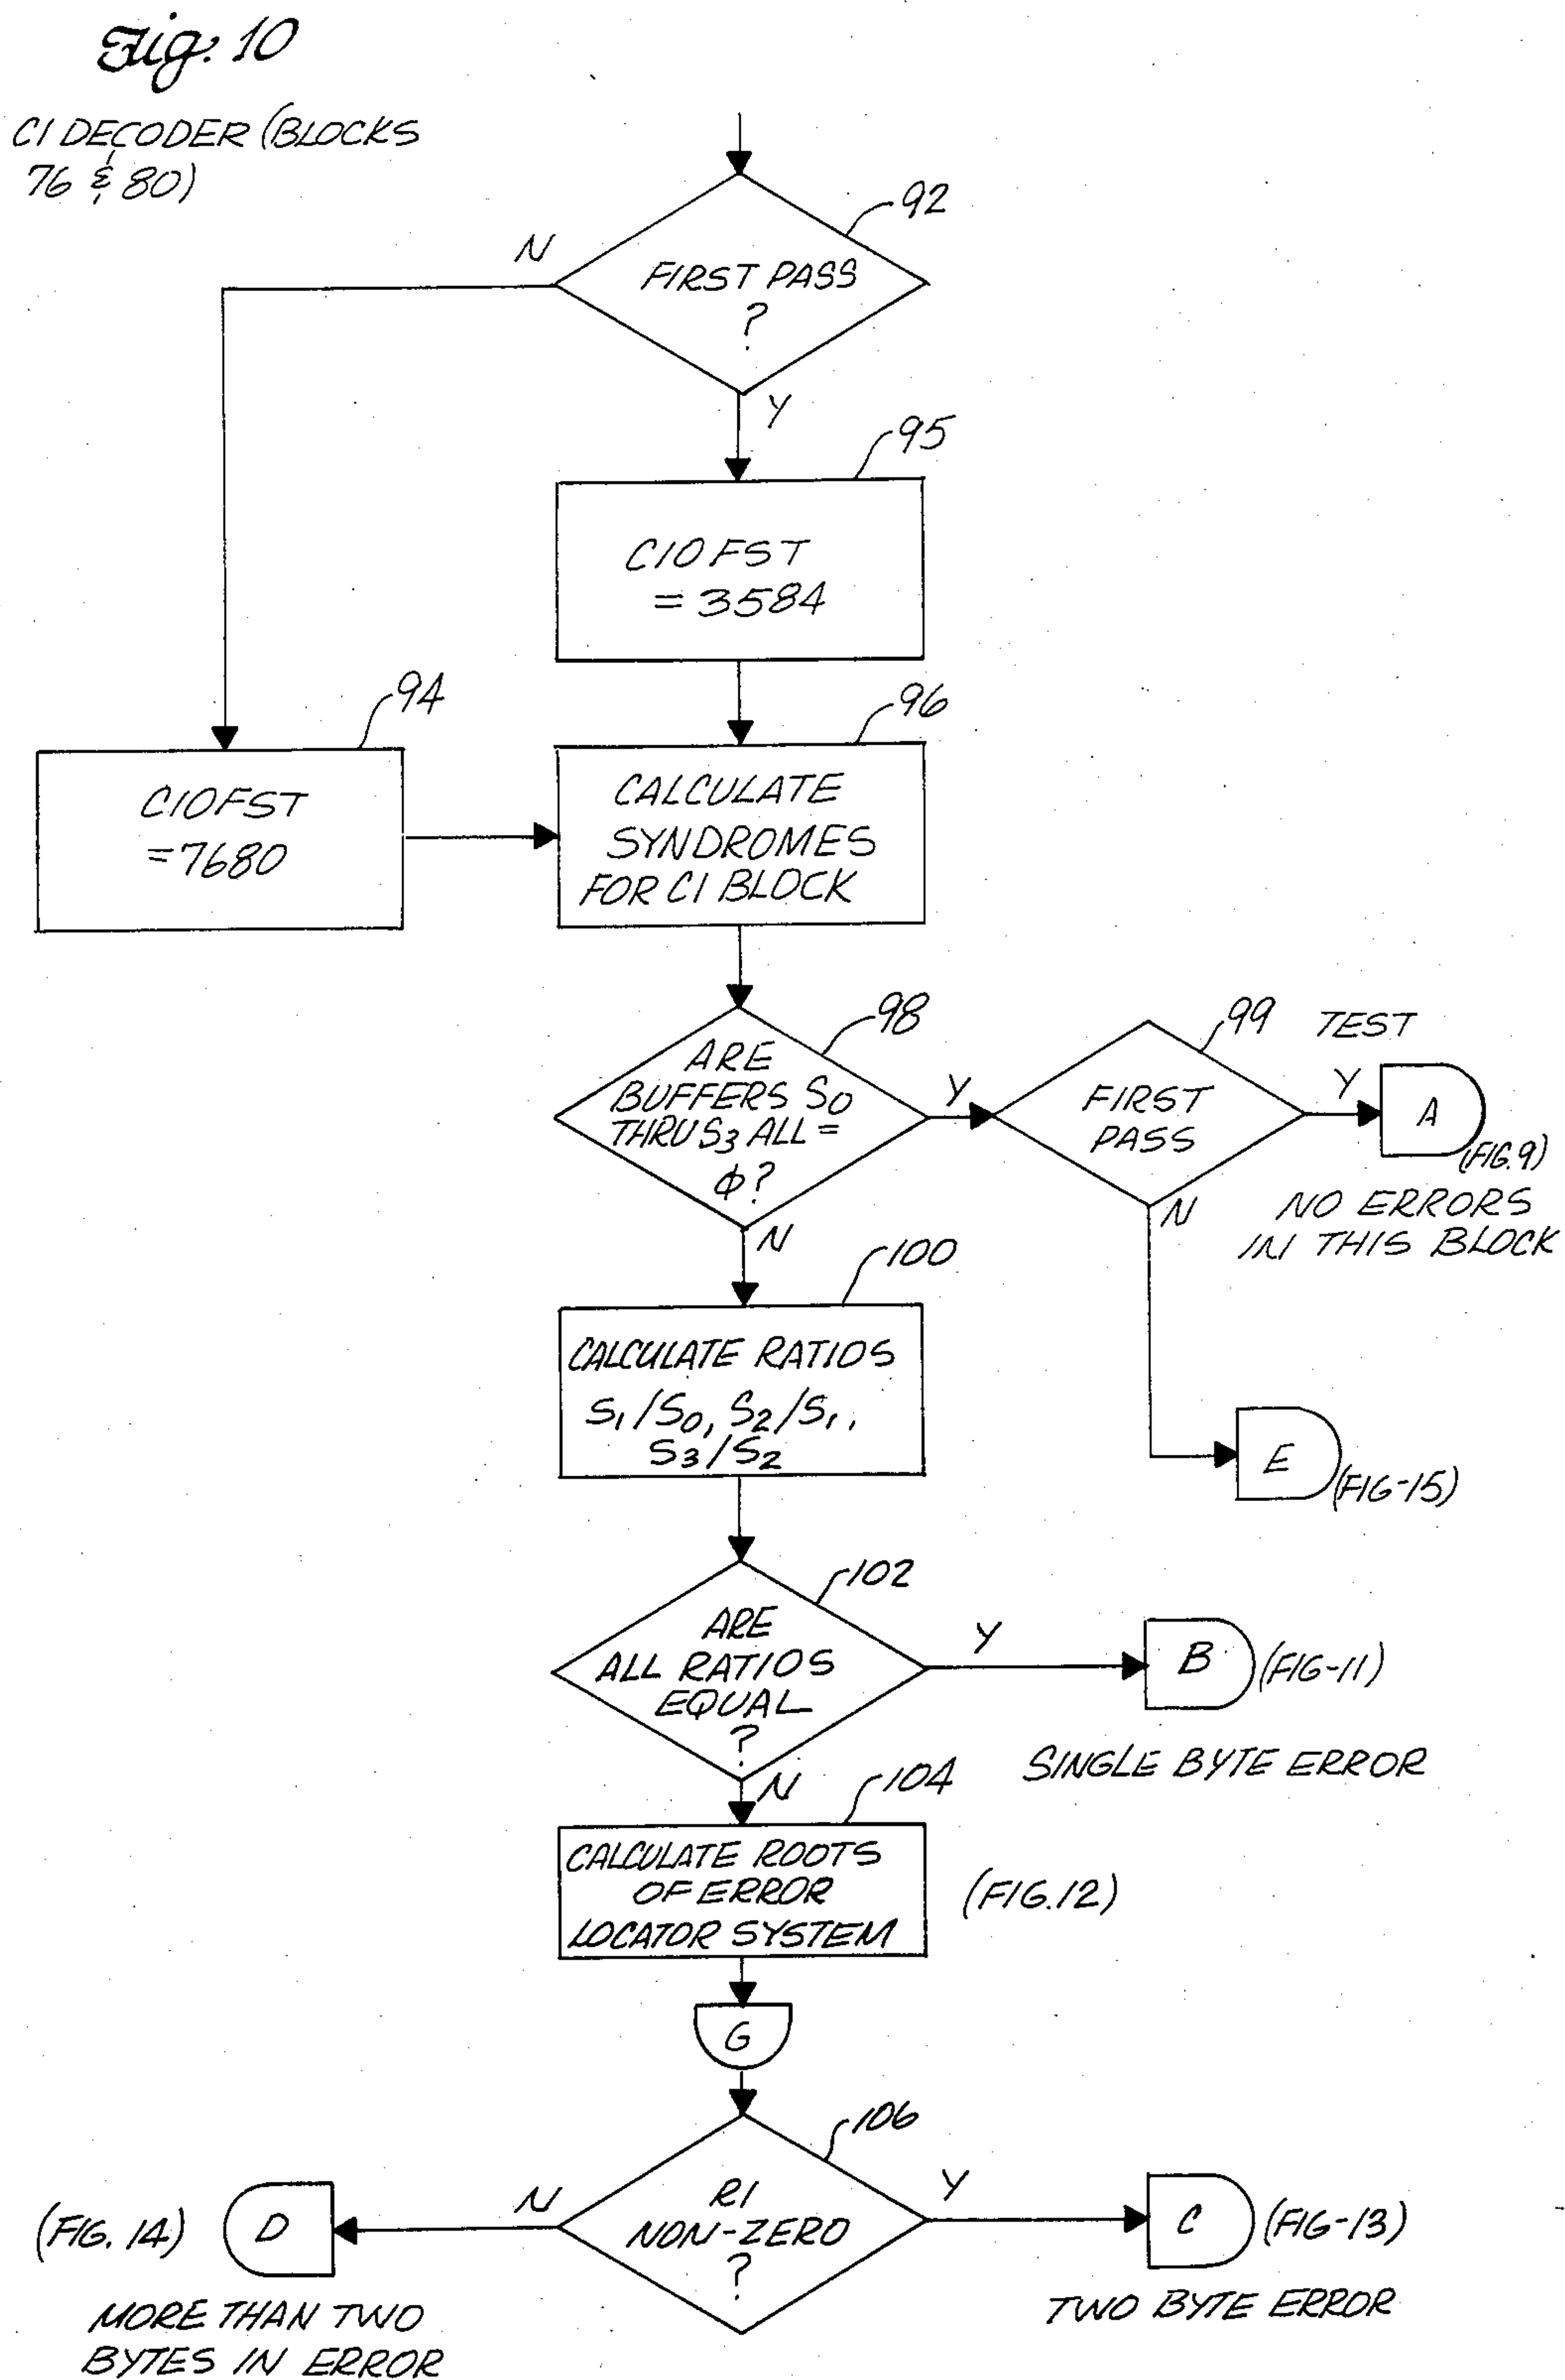 Fig. 10
C1 DECODER (BLOCKS
76 & 80)
92
N
FIRST PASS
?
Y
95
C1OFST
= 3584
94
96
C1OFST
= 7680
CALCULATE
SYNDROMES
FOR C1 BLOCK
98
99
TEST
ARE
BUFFERS S0
THRU S3 ALL =
ϕ?
Y
FIRST
PASS
Y
A
(FIG. 9)
N
NO ERRORS
IN THIS BLOCK
N
100
CALCULATE RATIOS
S1/S0, S2/S1,
S3/S2
E
(FIG-15)
102
ARE
ALL RATIOS
EQUAL
?
Y
B
(FIG-11)
SINGLE BYTE ERROR
N
104
CALCULATE ROOTS
OF ERROR
LOCATOR SYSTEM
(FIG. 12)
G
106
R1
NON-ZERO
?
N
Y
(FIG. 14)
D
C
(FIG-13)
MORE THAN TWO
BYTES IN ERROR
TWO BYTE ERROR